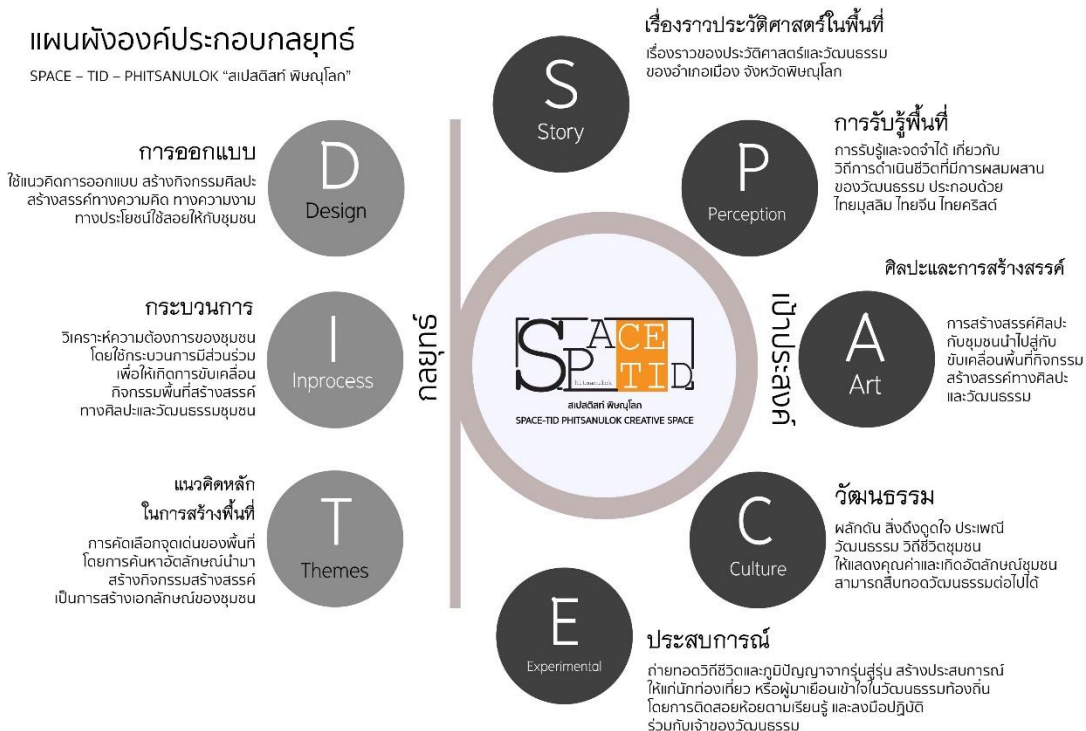 แผนผังองค์ประกอบกลยุทธ์
SPACE – TID – PHITSANULOK "สเปสติสท์ พิษณุโลก"
D
Design
การออกแบบ
ใช้แนวคิดการออกแบบ สร้างกิจกรรมศิลปะ
สร้างสรรค์ทางความคิด ทางความงาม
ทางประโยชน์ใช้สอยให้กับชุมชน
I
Inprocess
กระบวนการ
วิเคราะห์ความต้องการของชุมชน
โดยใช้กระบวนการมีส่วนร่วม
เพื่อให้เกิดการขับเคลื่อน
กิจกรรมพื้นที่สร้างสรรค์
ทางศิลปะและวัฒนธรรมชุมชน
T
Themes
แนวคิดหลัก
ในการสร้างพื้นที่
การคัดเลือกจุดเด่นของพื้นที่
โดยการค้นหาอัตลักษณ์นำมา
สร้างกิจกรรมสร้างสรรค์
เป็นการสร้างเอกลักษณ์ของชุมชน
กลยุทธ์
SPACE
Phitsanulok TID
สเปสติสท์ พิษณุโลก
SPACE-TID PHITSANULOK CREATIVE SPACE
เป้าประสงค์
S
Story
เรื่องราวประวัติศาสตร์ในพื้นที่
เรื่องราวของประวัติศาสตร์และวัฒนธรรม
ของอำเภอเมือง จังหวัดพิษณุโลก
P
Perception
การรับรู้พื้นที่
การรับรู้และจดจำได้ เกี่ยวกับ
วิถีการดำเนินชีวิตที่มีการผสมผสาน
ของวัฒนธรรม ประกอบด้วย
ไทยมุสลิม ไทยจีน ไทยคริสต์
A
Art
ศิลปะและการสร้างสรรค์
การสร้างสรรค์ศิลปะ
กับชุมชนนำไปสู่กับ
ขับเคลื่อนพื้นที่กิจกรรม
สร้างสรรค์ทางศิลปะ
และวัฒนธรรม
C
Culture
วัฒนธรรม
ผลักดัน สิ่งดึงดูดใจ ประเพณี
วัฒนธรรม วิถีชีวิตชุมชน
ให้แสดงคุณค่าและเกิดอัตลักษณ์ชุมชน
สามารถสืบทอดวัฒนธรรมต่อไปได้
E
Experimental
ประสบการณ์
ถ่ายทอดวิถีชีวิตและภูมิปัญญาจากรุ่นสู่รุ่น สร้างประสบการณ์
ให้แก่นักท่องเที่ยว หรือผู้มาเยือนเข้าใจในวัฒนธรรมท้องถิ่น
โดยการติดสอยห้อยตามเรียนรู้ และลงมือปฏิบัติ
ร่วมกับเจ้าของวัฒนธรรม